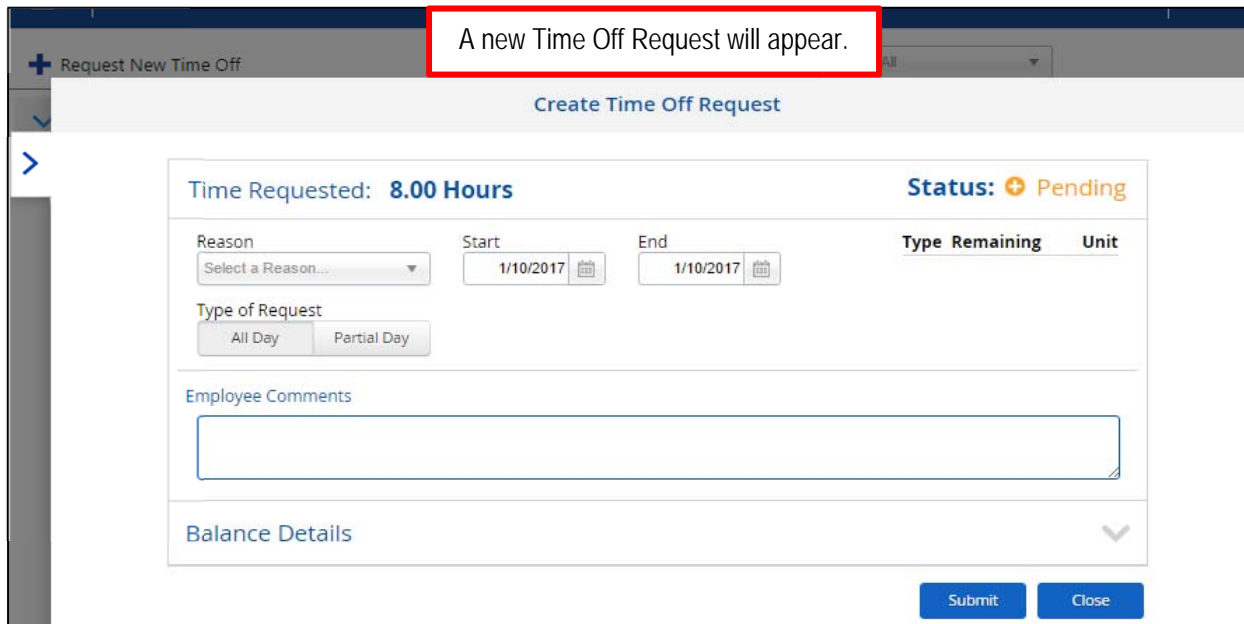 A new Time Off Request will appear.
Request New Time Off
All
Create Time Off Request
Time Requested: 8.00 Hours
Status: Pending
Reason
Start
End
Type Remaining Unit
Select a Reason...
1/10/2017
1/10/2017
Type of Request
All Day
Partial Day
Employee Comments
Balance Details
Submit
Close